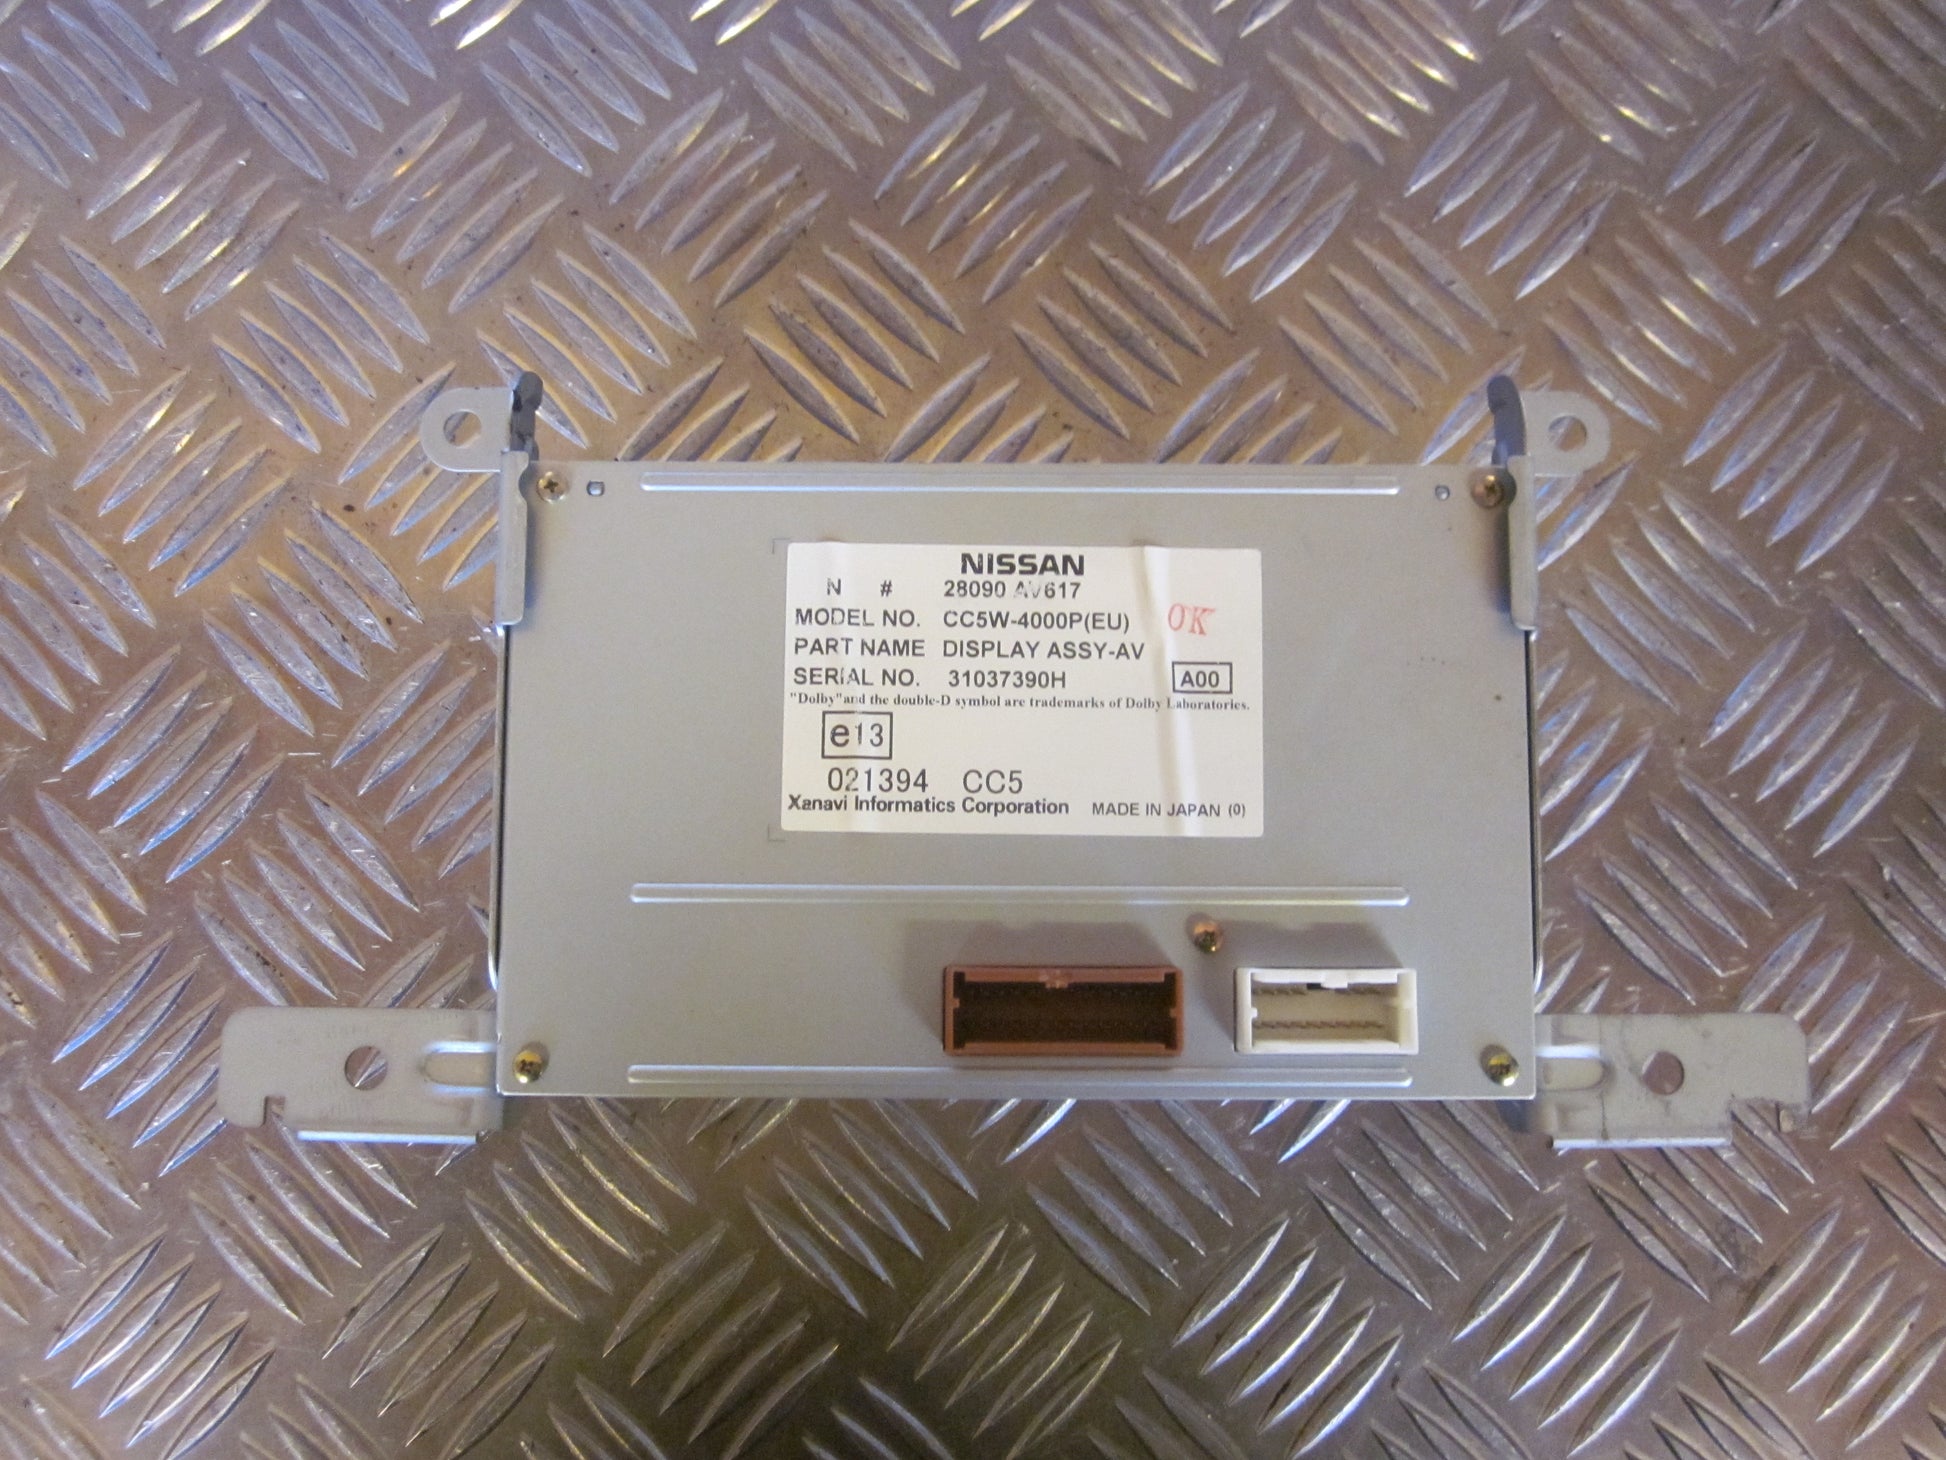 NISSAN
N # 28090 AV617
MODEL NO. CC5W-4000P(EU) OK
PART NAME DISPLAY ASSY-AV
SERIAL NO. 31037390H A00
"Dolby"and the double-D symbol are trademarks of Dolby Laboratories.
e13
021394 CC5
Xanavi Informatics Corporation MADE IN JAPAN (0)